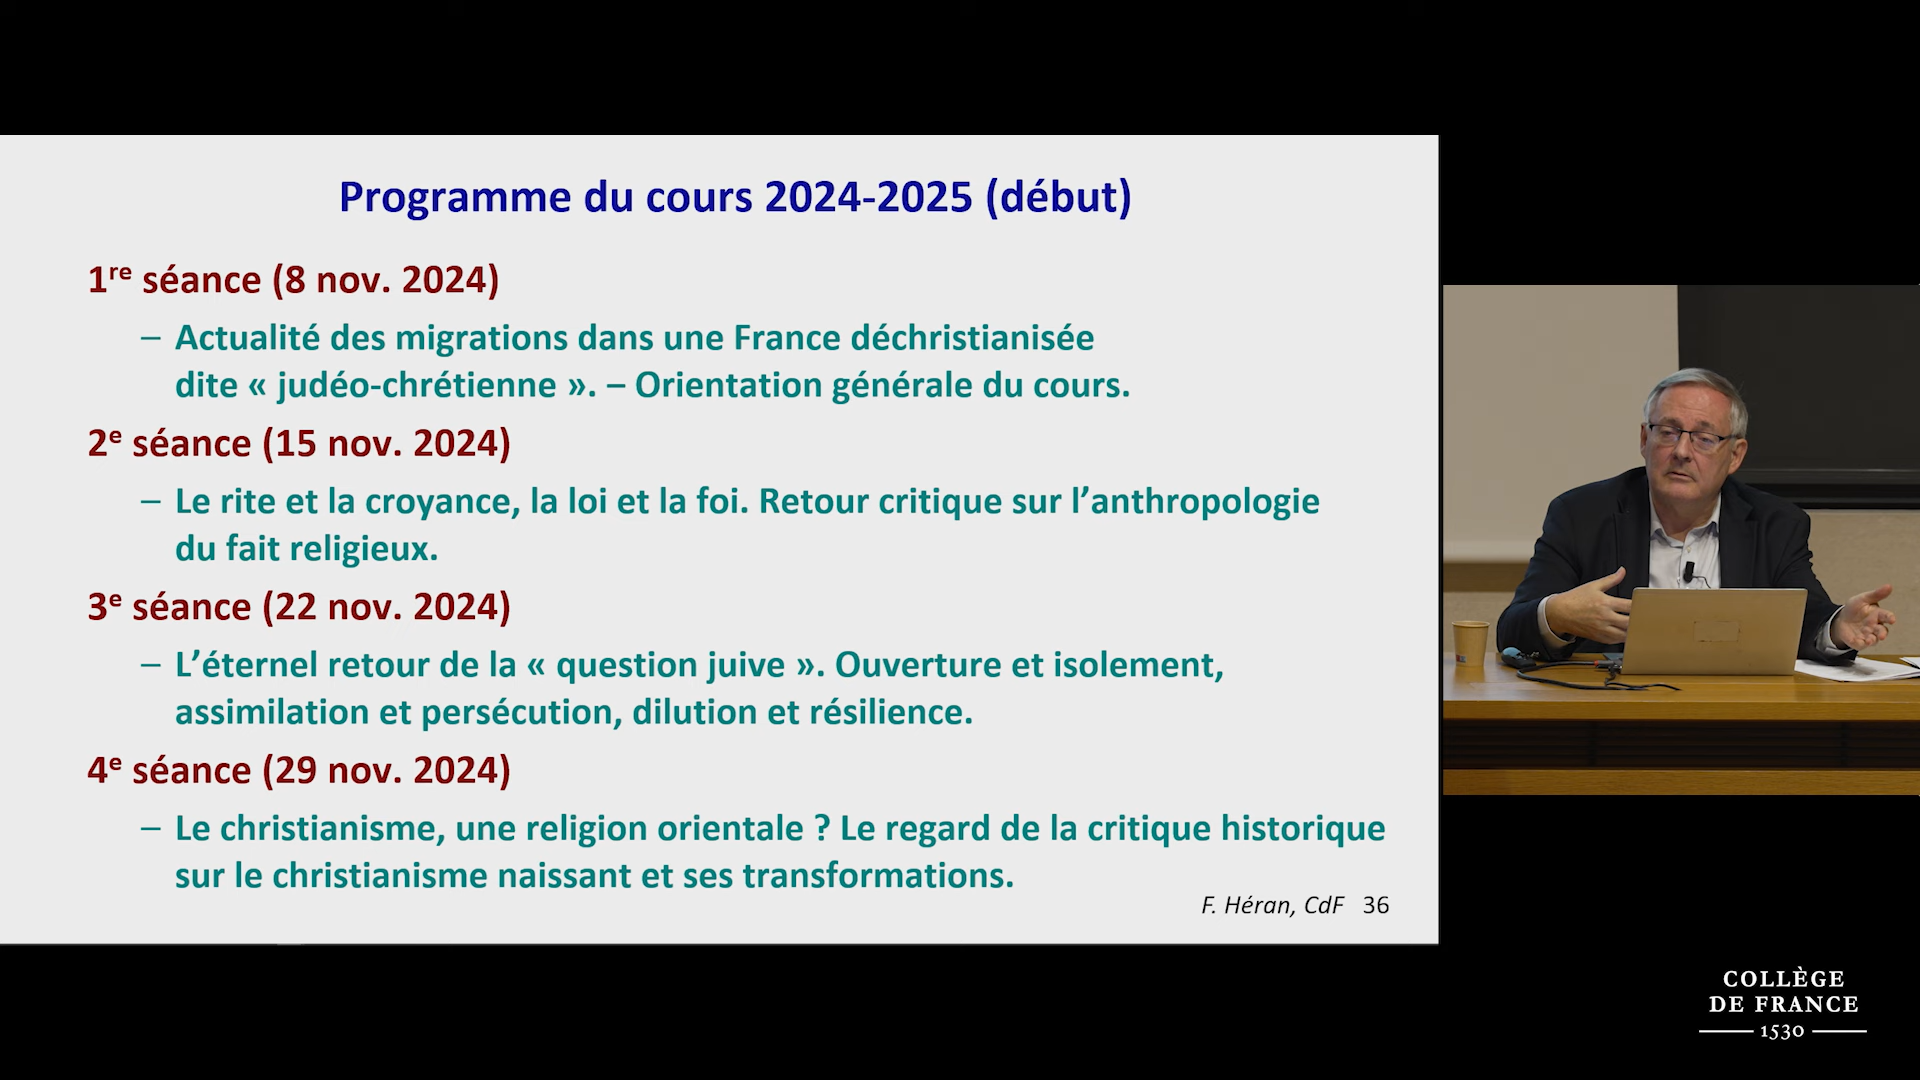 Programme du cours 2024-2025 (début)
1re séance (8 nov. 2024)
– Actualité des migrations dans une France déchristianisée
dite « judéo-chrétienne ». – Orientation générale du cours.
2e séance (15 nov. 2024)
– Le rite et la croyance, la loi et la foi. Retour critique sur l’anthropologie
du fait religieux.
3e séance (22 nov. 2024)
– L’éternel retour de la « question juive ». Ouverture et isolement,
assimilation et persécution, dilution et résilience.
4e séance (29 nov. 2024)
– Le christianisme, une religion orientale ? Le regard de la critique historique
sur le christianisme naissant et ses transformations.
F. Héran, CdF 36
COLLÈGE
DE FRANCE
1530